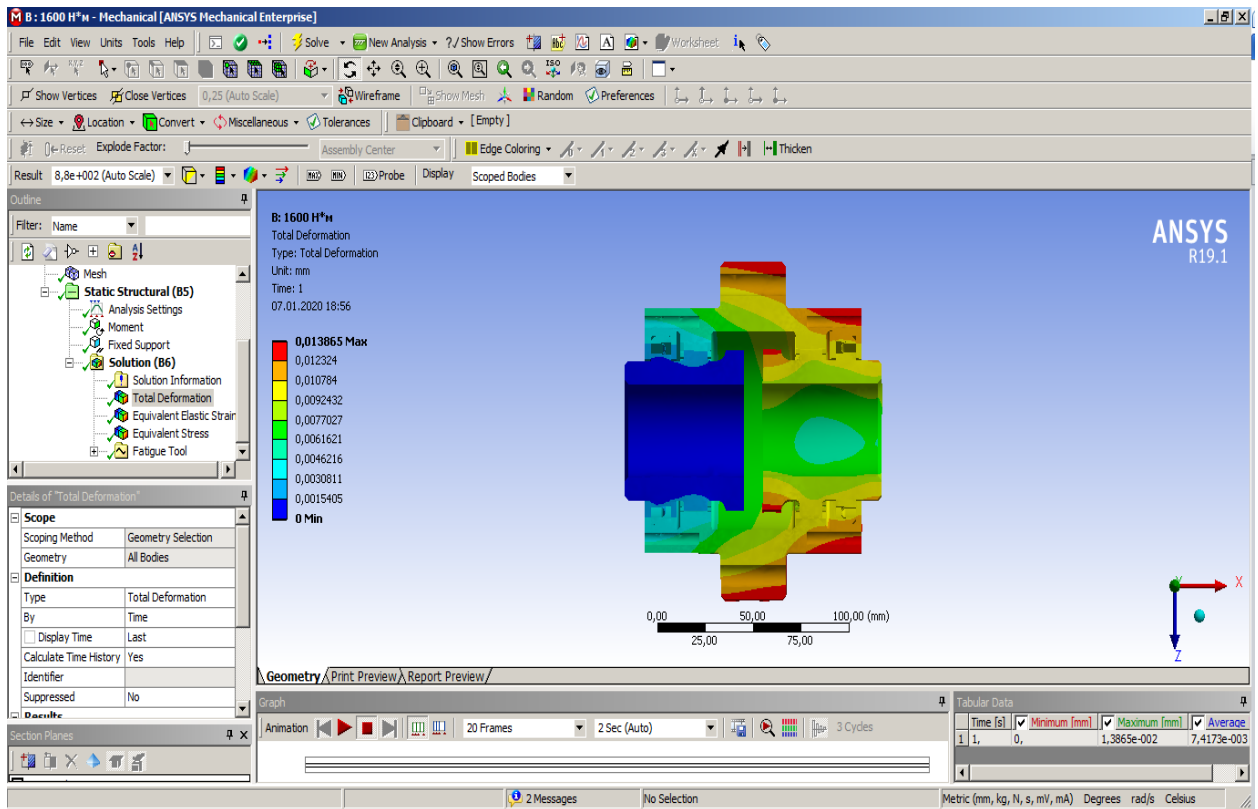 B : 1600 Н*м - Mechanical [ANSYS Mechanical Enterprise]
File Edit View Units Tools Help Solve New Analysis ?/ Show Errors Worksheet
Show Vertices Close Vertices 0,25 (Auto Scale) Wireframe Show Mesh Random Preferences
Size Location Convert Miscellaneous Tolerances Clipboard [Empty]
Reset Explode Factor: Assembly Center Edge Coloring Thicken
Result 8,8e+002 (Auto Scale) MAX MIN Probe Display Scoped Bodies
Outline
Filter: Name
Mesh
Static Structural (B5)
Analysis Settings
Moment
Fixed Support
Solution (B6)
Solution Information
Total Deformation
Equivalent Elastic Strain
Equivalent Stress
Fatigue Tool
Details of "Total Deformation"
Scope
Scoping Method Geometry Selection
Geometry All Bodies
Definition
Type Total Deformation
By Time
Display Time Last
Calculate Time History Yes
Identifier
Suppressed No
Results
Section Planes
B: 1600 Н*м
Total Deformation
Type: Total Deformation
Unit: mm
Time: 1
07.01.2020 18:56
0,013865 Max
0,012324
0,010784
0,0092432
0,0077027
0,0061621
0,0046216
0,0030811
0,0015405
0 Min
ANSYS
R19.1
0,00 50,00 100,00 (mm)
25,00 75,00
X
Y
Z
Geometry Print Preview Report Preview
Graph
Animation 20 Frames 2 Sec (Auto) 3 Cycles
Tabular Data
Time [s] Minimum [mm] Maximum [mm] Average
1 1, 0, 1,3865e-002 7,4173e-003
2 Messages No Selection Metric (mm, kg, N, s, mV, mA) Degrees rad/s Celsius